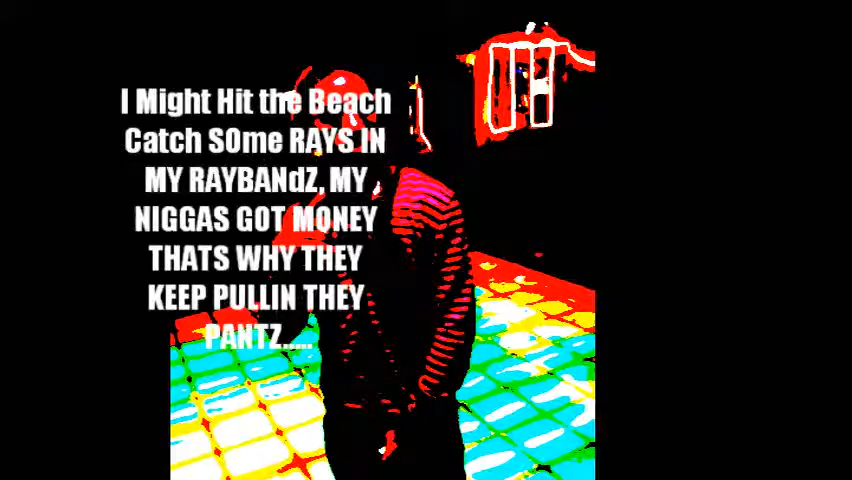 I Might Hit the Beach
Catch S0me RAYS IN
MY RAYBANdZ, MY
NIGGAS GOT MONEY
THATS WHY THEY
KEEP PULLIN THEY
PANTZ.....